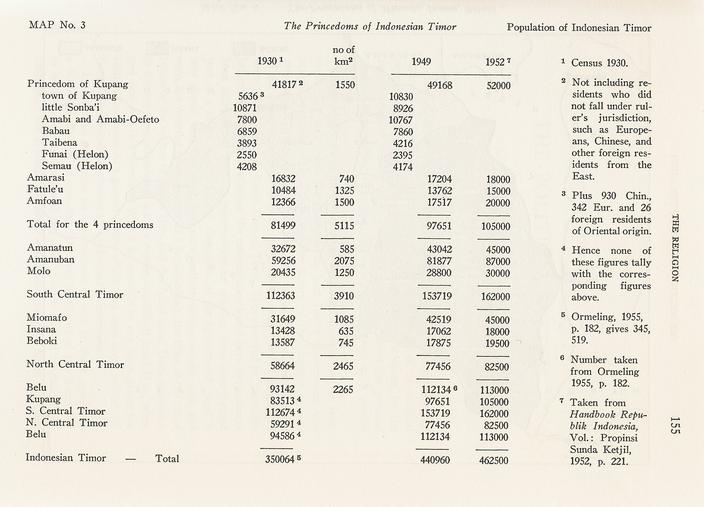 MAP No. 3 The Princedoms of Indonesian Timor Population of Indonesian Timor
no of
1930 ¹ km² 1949 1952 ⁷
Princedom of Kupang 41817 ² 1550 49168 52000
town of Kupang 5636 ³ 10830
little Sonba'i 10871 8926
Amabi and Amabi-Oefeto 7800 10767
Babau 6859 7860
Taibena 3893 4216
Funai (Helon) 2550 2395
Semau (Helon) 4208 4174
Amarasi 16832 740 17204 18000
Fatule'u 10484 1325 13762 15000
Amfoan 12366 1500 17517 20000
Total for the 4 princedoms 81499 5115 97651 105000
Amanatun 32672 585 43042 45000
Amanuban 59256 2075 81877 87000
Molo 20435 1250 28800 30000
South Central Timor 112363 3910 153719 162000
Miomafo 31649 1085 42519 45000
Insana 13428 635 17062 18000
Beboki 13587 745 17875 19500
North Central Timor 58664 2465 77456 82500
Belu 93142 2265 112134 ⁶ 113000
Kupang 83513 ⁴ 97651 105000
S. Central Timor 112674 ⁴ 153719 162000
N. Central Timor 59291 ⁴ 77456 82500
Belu 94586 ⁴ 112134 113000
Indonesian Timor — Total 350064 ⁵ 440960 462500
¹ Census 1930.
² Not including re-
sidents who did
not fall under rul-
er's jurisdiction,
such as Europe-
ans, Chinese, and
other foreign res-
idents from the
East.
³ Plus 930 Chin.,
342 Eur. and 26
foreign residents
of Oriental origin.
⁴ Hence none of
these figures tally
with the corres-
ponding figures
above.
⁵ Ormeling, 1955,
p. 182, gives 345,
519.
⁶ Number taken
from Ormeling
1955, p. 182.
⁷ Taken from
Handbook Repu-
blik Indonesia,
Vol.: Propinsi
Sunda Ketjil,
1952, p. 221.
THE RELIGION
155